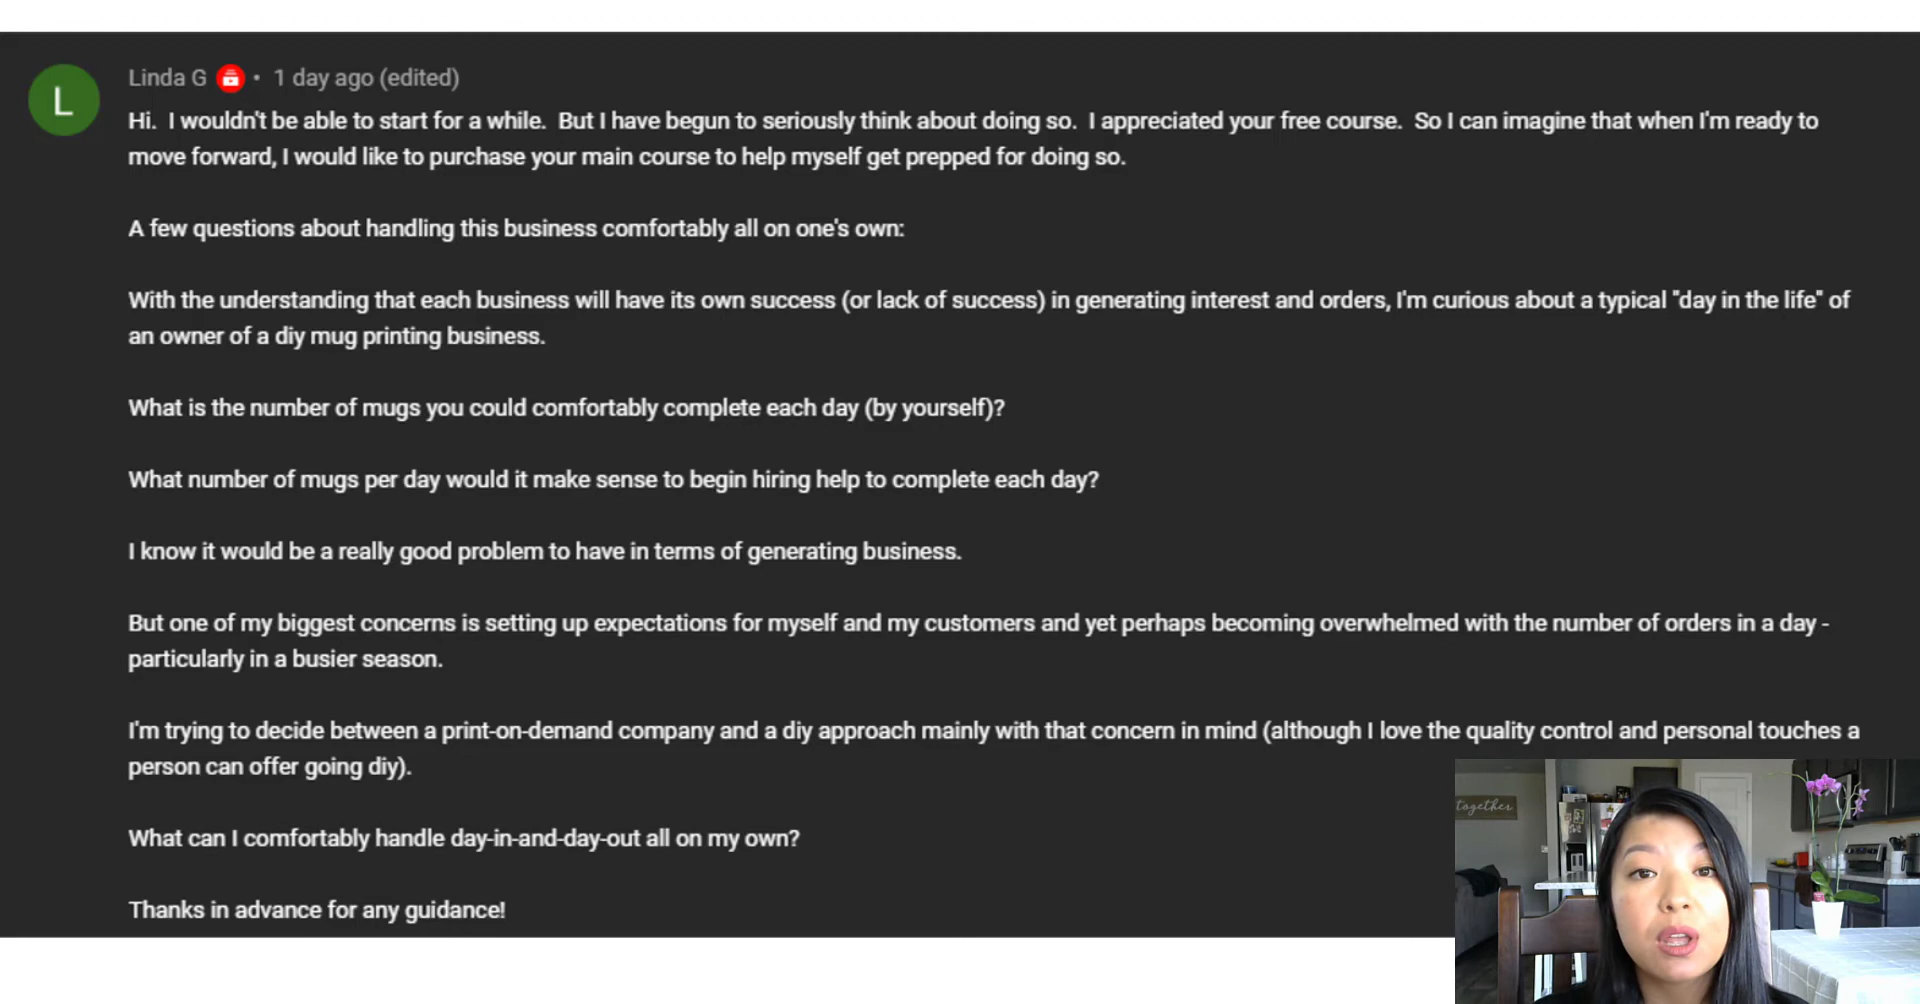 Linda G • 1 day ago (edited)
L
Hi. I wouldn't be able to start for a while. But I have begun to seriously think about doing so. I appreciated your free course. So I can imagine that when I'm ready to
move forward, I would like to purchase your main course to help myself get prepped for doing so.
A few questions about handling this business comfortably all on one's own:
With the understanding that each business will have its own success (or lack of success) in generating interest and orders, I'm curious about a typical "day in the life" of
an owner of a diy mug printing business.
What is the number of mugs you could comfortably complete each day (by yourself)?
What number of mugs per day would it make sense to begin hiring help to complete each day?
I know it would be a really good problem to have in terms of generating business.
But one of my biggest concerns is setting up expectations for myself and my customers and yet perhaps becoming overwhelmed with the number of orders in a day -
particularly in a busier season.
I'm trying to decide between a print-on-demand company and a diy approach mainly with that concern in mind (although I love the quality control and personal touches a
person can offer going diy).
together
What can I comfortably handle day-in-and-day-out all on my own?
Thanks in advance for any guidance!